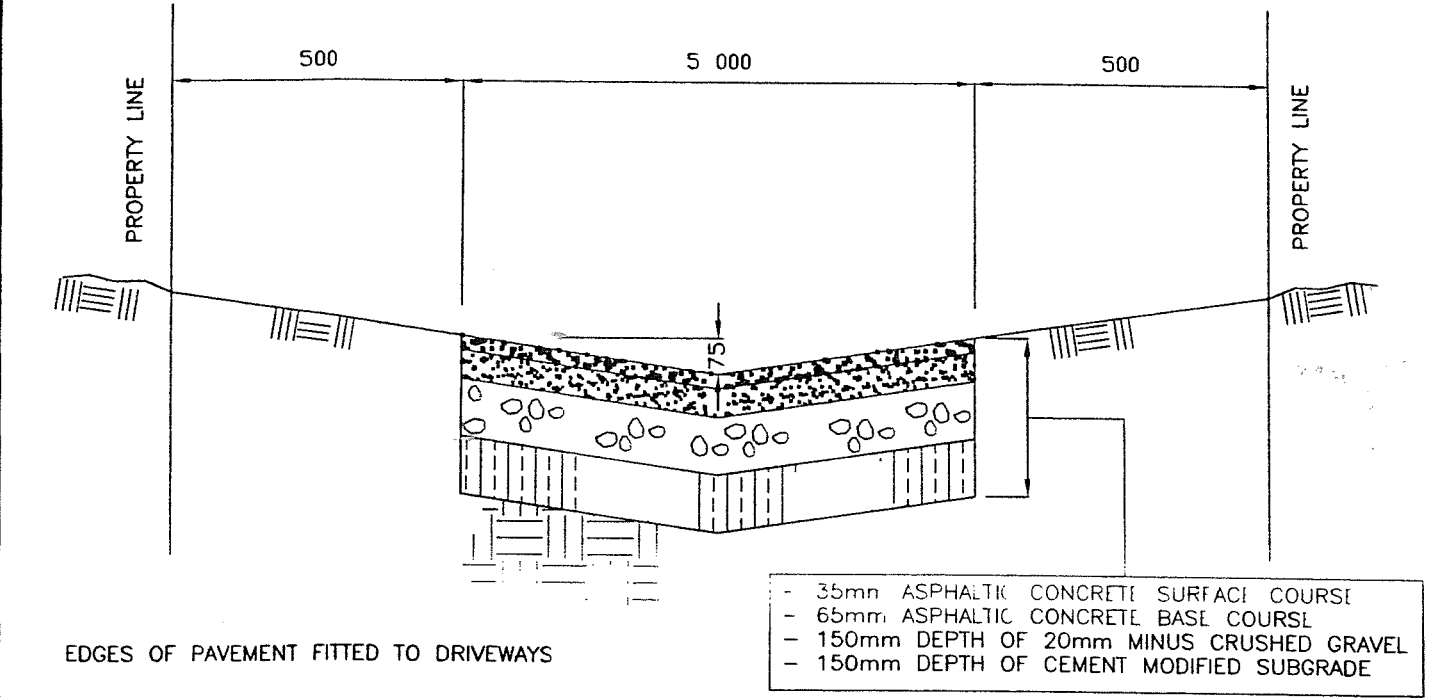 500
5 000
500
PROPERTY LINE
PROPERTY LINE
75
- 35mm ASPHALTIC CONCRETE SURFACE COURSE
- 65mm ASPHALTIC CONCRETE BASE COURSE
- 150mm DEPTH OF 20mm MINUS CRUSHED GRAVEL
- 150mm DEPTH OF CEMENT MODIFIED SUBGRADE
EDGES OF PAVEMENT FITTED TO DRIVEWAYS